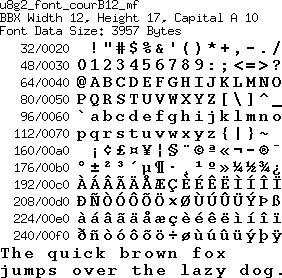 u8g2_font_courB12_mf
BBX Width 12, Height 17, Capital A 10
Font Data Size: 3957 Bytes
32/0020 ! " # $ % & ' ( ) * + , - . /
48/0030 0 1 2 3 4 5 6 7 8 9 : ; < = > ?
64/0040 @ A B C D E F G H I J K L M N O
80/0050 P Q R S T U V W X Y Z [ \ ] ^ _
96/0060 ` a b c d e f g h i j k l m n o
112/0070 p q r s t u v w x y z { | } ~
160/00a0 ¡ ¢ £ ¤ ¥ ¦ § ¨ © ª « ¬ - ® ¯
176/00b0 ° ± ² ³ ´ µ ¶ · ¸ ¹ º » ¼ ½ ¾ ¿
192/00c0 À Á Â Ã Ä Å Æ Ç È É Ê Ë Ì Í Î Ï
208/00d0 Ð Ñ Ò Ó Ô Õ Ö × Ø Ù Ú Û Ü Ý Þ ß
224/00e0 à á â ã ä å æ ç è é ê ë ì í î ï
240/00f0 ð ñ ò ó ô õ ö ÷ ø ù ú û ü ý þ ÿ
The quick brown fox
jumps over the lazy dog.